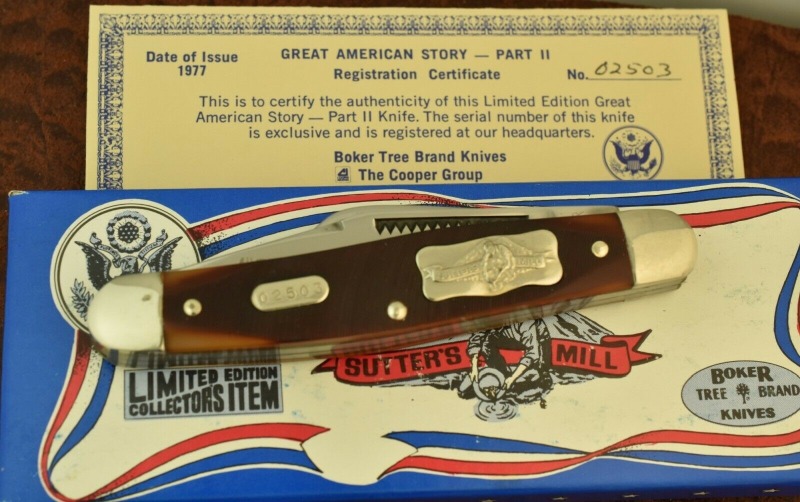 Date of Issue
1977
GREAT AMERICAN STORY — PART II
Registration Certificate
No. 02503
This is to certify the authenticity of this Limited Edition Great
American Story — Part II Knife. The serial number of this knife
is exclusive and is registered at our headquarters.
Boker Tree Brand Knives
The Cooper Group
02503
SUTTER'S MILL
LIMITED EDITION
COLLECTORS ITEM
SUTTER'S MILL
BOKER
TREE BRAND
KNIVES